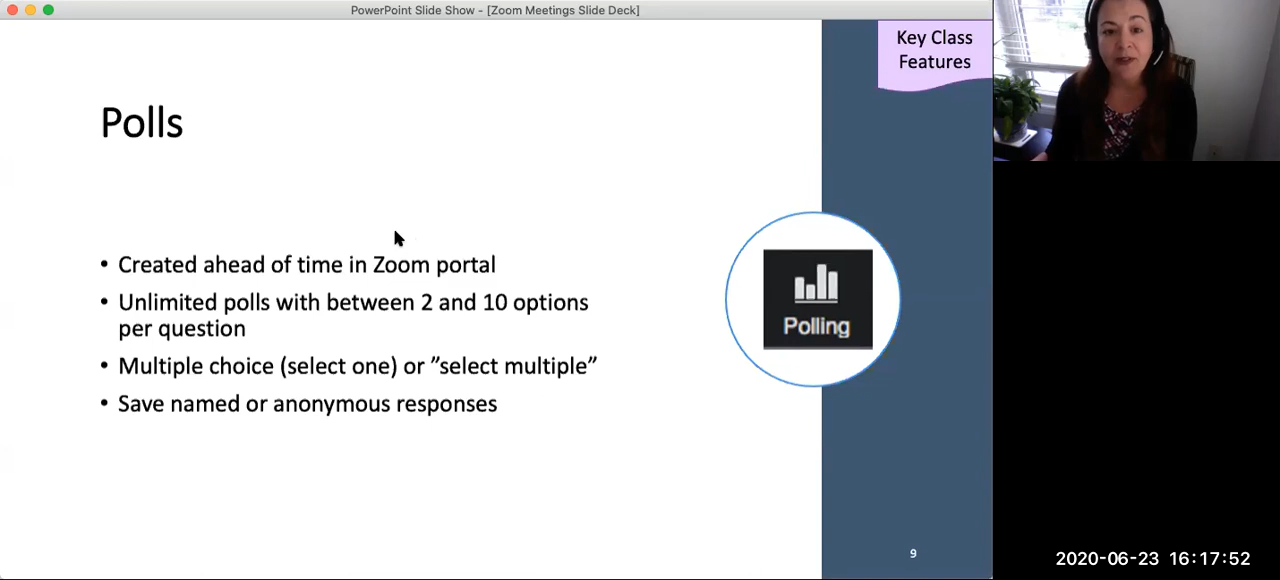 PowerPoint Slide Show - [Zoom Meetings Slide Deck]
Key Class
Features
Polls
• Created ahead of time in Zoom portal
• Unlimited polls with between 2 and 10 options
per question
• Multiple choice (select one) or ”select multiple”
• Save named or anonymous responses
Polling
9
2020-06-23 16:17:52